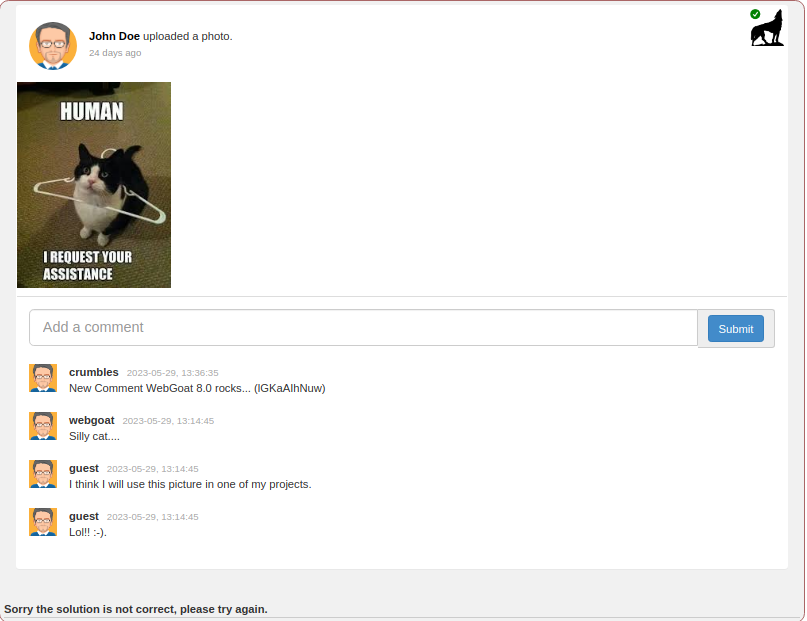 John Doe uploaded a photo.
24 days ago
HUMAN
I REQUEST YOUR
ASSISTANCE
Add a comment
Submit
crumbles 2023-05-29, 13:36:35
New Comment WebGoat 8.0 rocks... (lGKaAIhNuw)
webgoat 2023-05-29, 13:14:45
Silly cat....
guest 2023-05-29, 13:14:45
I think I will use this picture in one of my projects.
guest 2023-05-29, 13:14:45
Lol!! :-).
Sorry the solution is not correct, please try again.